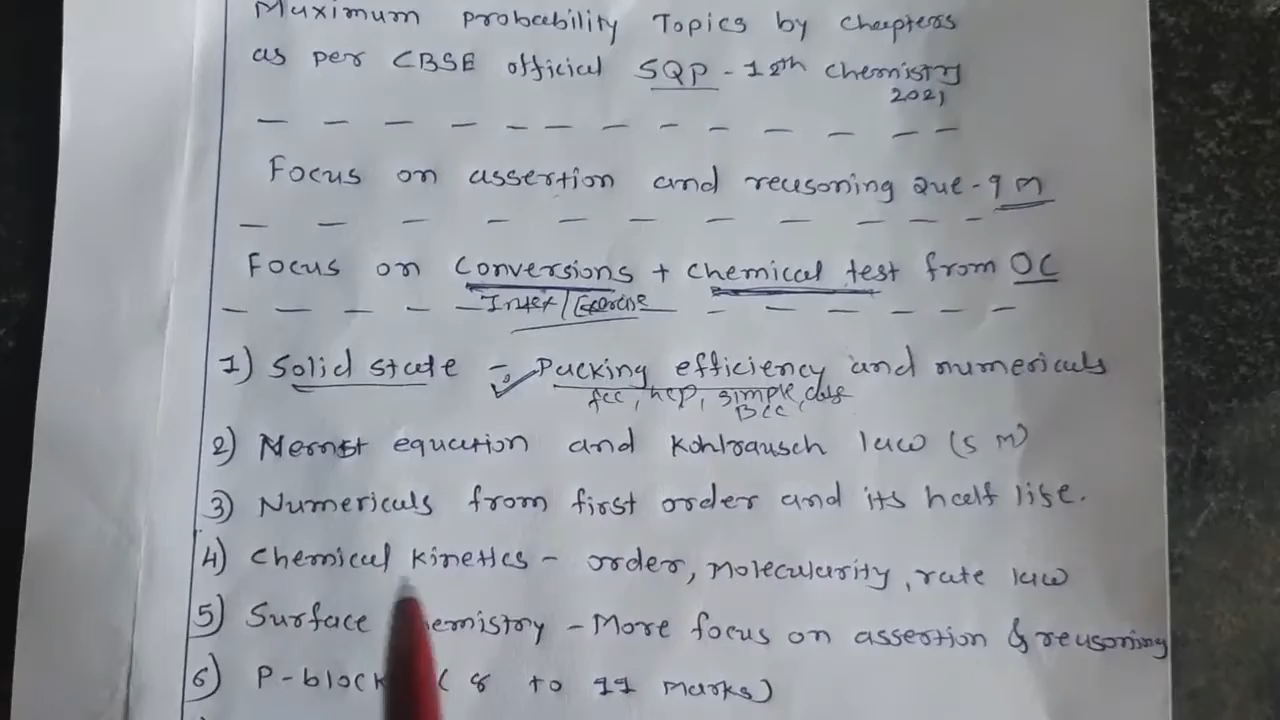 Maximum probability Topics by chapters
as per CBSE official SQP - 12th chemistry
2021
Focus on assertion and reasoning Que - 9 m
Focus on conversions + chemical test from OC
Intex / Exercise
1) Solid state :- Packing efficiency and numericals
fcc, hcp, simple,
BCC
2) Nernst equation and Kohlrausch law (5 m)
3) Numericals from first order and its half life.
4) Chemical kinetics - order, Molecularity, rate law
5) Surface chemistry - More focus on assertion & reasoning
6) P-block ( 8 to 11 Marks)